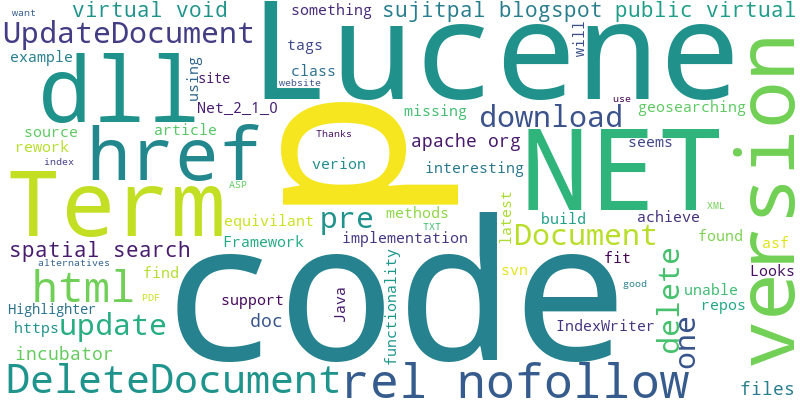 want
something
sujitpal blogspot
public virtual
virtual void
UpdateDocument
Lucene
will
tags
example
dll
using
site
class
website
version
Net_2_1_0
missing
use
geosearching
download
source
article
href
p
Thanks
apache org
NET
seems
rework
index
verion
interesting
Term
ASP
equivilant
pre
methods
TXT
latest
build
achieve
XML
Document
found
asf
spatial search
Framework
implementation
code
alternatives
find
svn
fit
delete
Looks
html
PDF
support
Java
functionality
good
unable
repos
Highlighter
https
update
doc
IndexWriter
one
incubator
DeleteDocument
rel nofollow
files